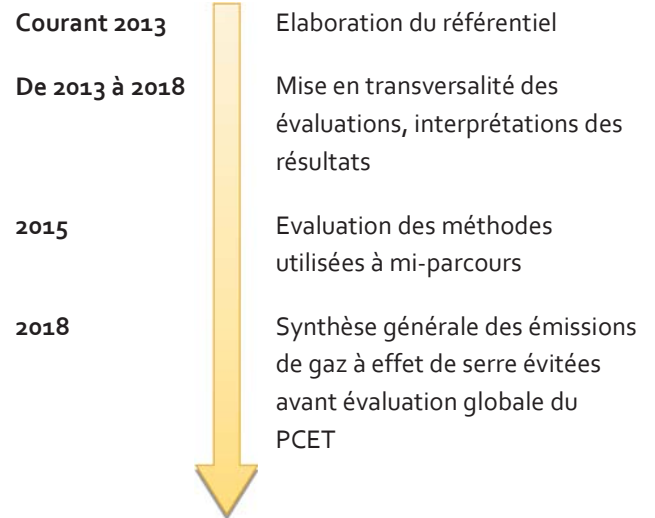 Courant 2013 Elaboration du référentiel
De 2013 à 2018 Mise en transversalité des
évaluations, interprétations des
résultats
2015 Evaluation des méthodes
utilisées à mi-parcours
2018 Synthèse générale des émissions
de gaz à effet de serre évitées
avant évaluation globale du
PCET